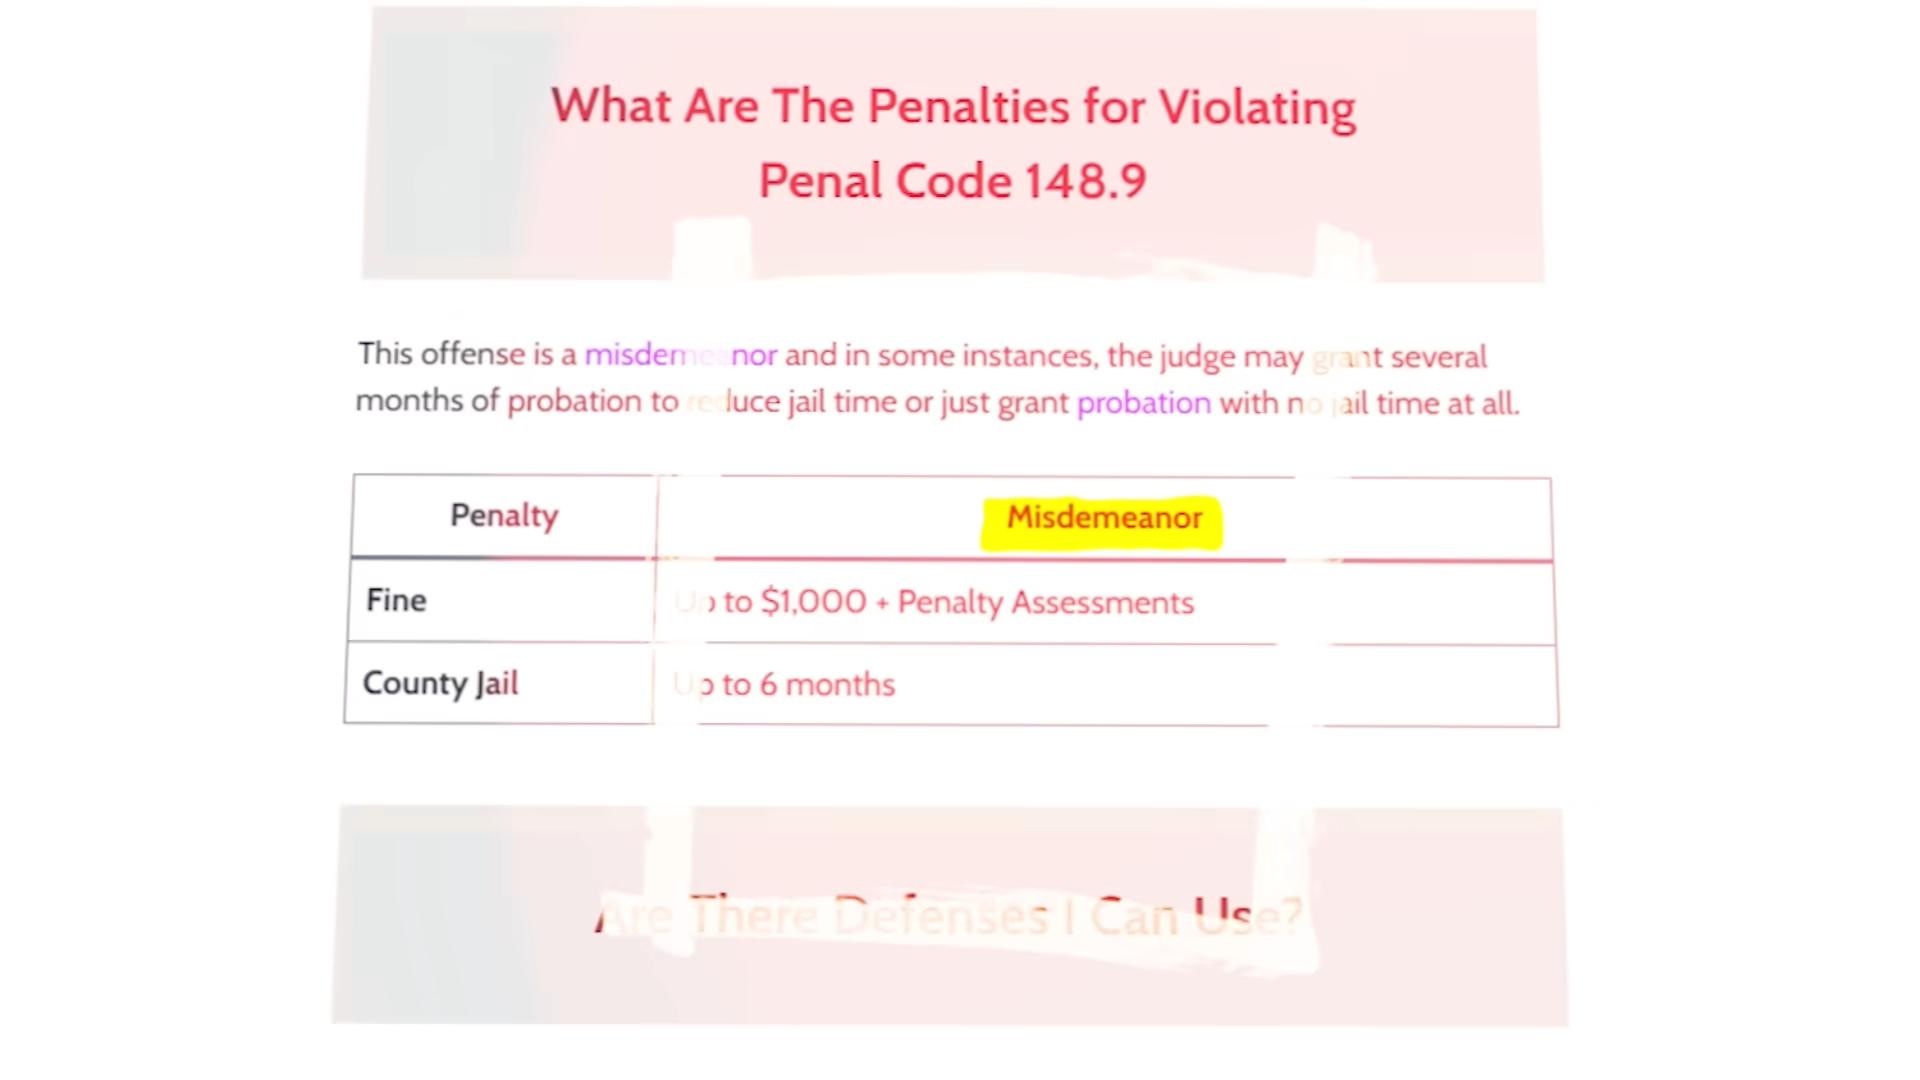 What Are The Penalties for Violating
Penal Code 148.9
This offense is a misdemeanor and in some instances, the judge may grant several
months of probation to reduce jail time or just grant probation with no jail time at all.
Penalty Misdemeanor
Fine Up to $1,000 + Penalty Assessments
County Jail Up to 6 months
Are There Defenses I Can Use?